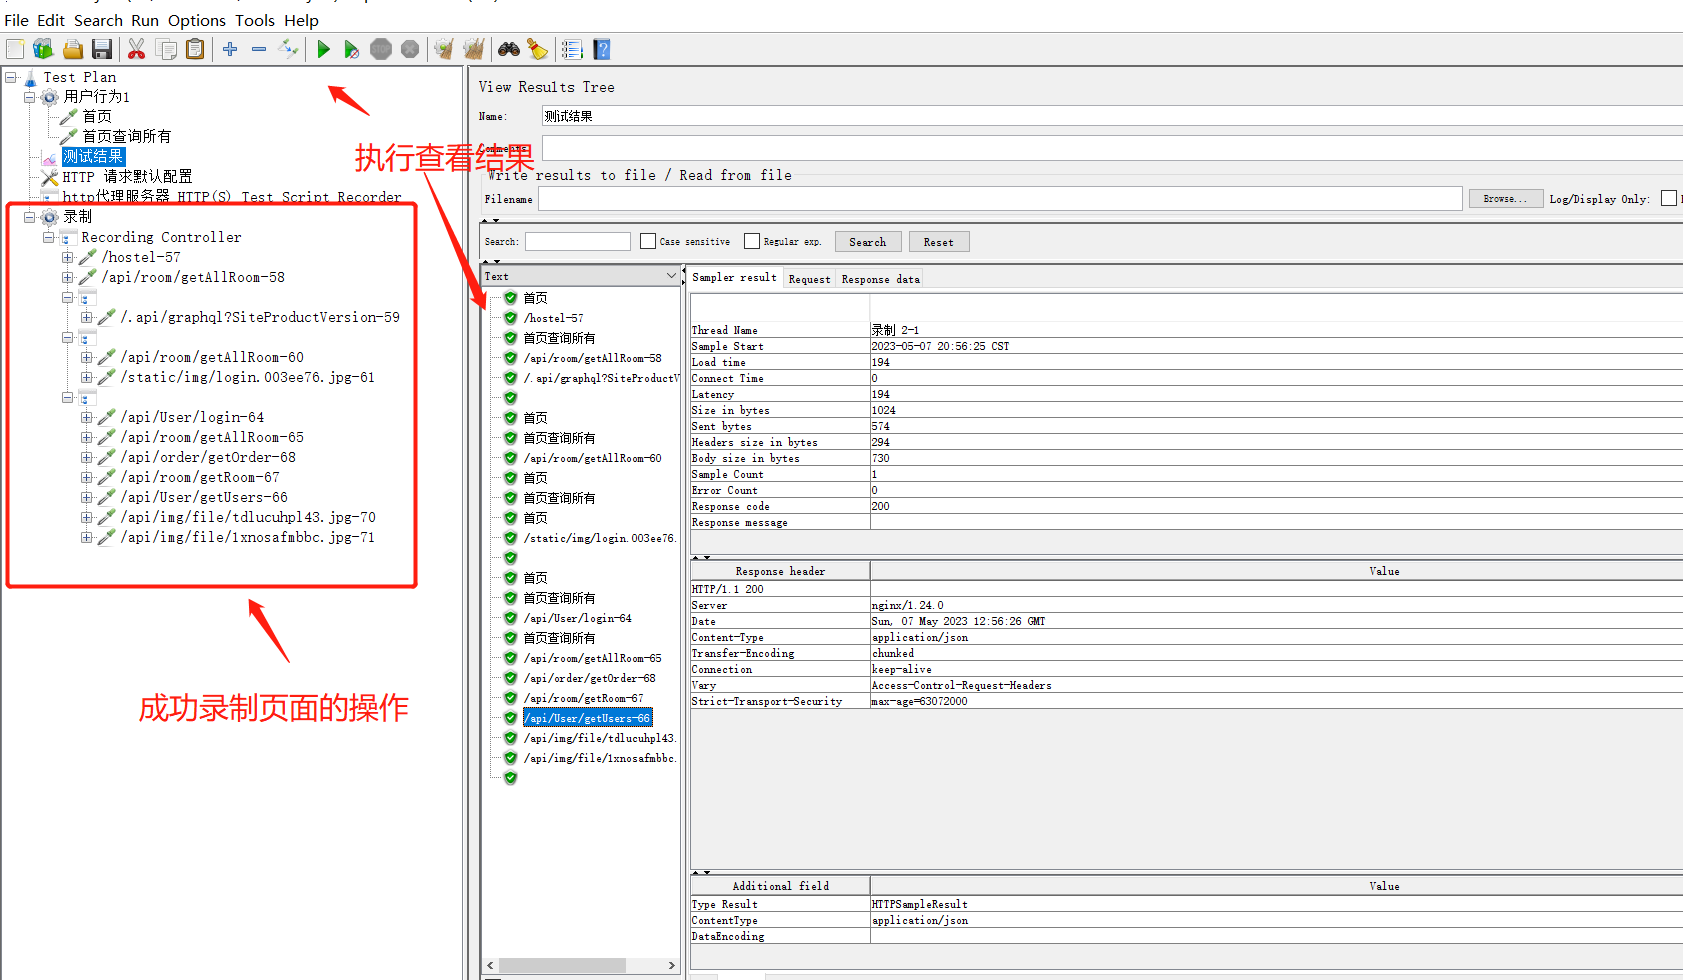 File Edit Search Run Options Tools Help
Test Plan
用户行为1
首页
首页查询所有
测试结果
HTTP 请求默认配置
http代理服务器 HTTP(S) Test Script Recorder
录制
Recording Controller
/hostel-57
/api/room/getAllRoom-58
/.api/graphql?SiteProductVersion-59
/api/room/getAllRoom-60
/static/img/login.003ee76.jpg-61
/api/User/login-64
/api/room/getAllRoom-65
/api/order/getOrder-68
/api/room/getRoom-67
/api/User/getUsers-66
/api/img/file/tdlucuhpl43.jpg-70
/api/img/file/1xnosafmbbc.jpg-71
成功录制页面的操作
执行查看结果
View Results Tree
Name: 测试结果
Comments
Write results to file / Read from file
Filename Browse... Log/Display Only:
Search: Case sensitive Regular exp. Search Reset
Text
首页
/hostel-57
首页查询所有
/api/room/getAllRoom-58
/.api/graphql?SiteProductV
首页
首页查询所有
/api/room/getAllRoom-60
首页
首页查询所有
首页
/static/img/login.003ee76.
首页
首页查询所有
/api/User/login-64
首页查询所有
/api/room/getAllRoom-65
/api/order/getOrder-68
/api/room/getRoom-67
/api/User/getUsers-66
/api/img/file/tdlucuhpl43.
/api/img/file/1xnosafmbbc.
Sampler result Request Response data
Thread Name 录制 2-1
Sample Start 2023-05-07 20:56:25 CST
Load time 194
Connect Time 0
Latency 194
Size in bytes 1024
Sent bytes 574
Headers size in bytes 294
Body size in bytes 730
Sample Count 1
Error Count 0
Response code 200
Response message
Response header Value
HTTP/1.1 200
Server nginx/1.24.0
Date Sun, 07 May 2023 12:56:26 GMT
Content-Type application/json
Transfer-Encoding chunked
Connection keep-alive
Vary Access-Control-Request-Headers
Strict-Transport-Security max-age=63072000
Additional field Value
Type Result HTTPSampleResult
ContentType application/json
DataEncoding